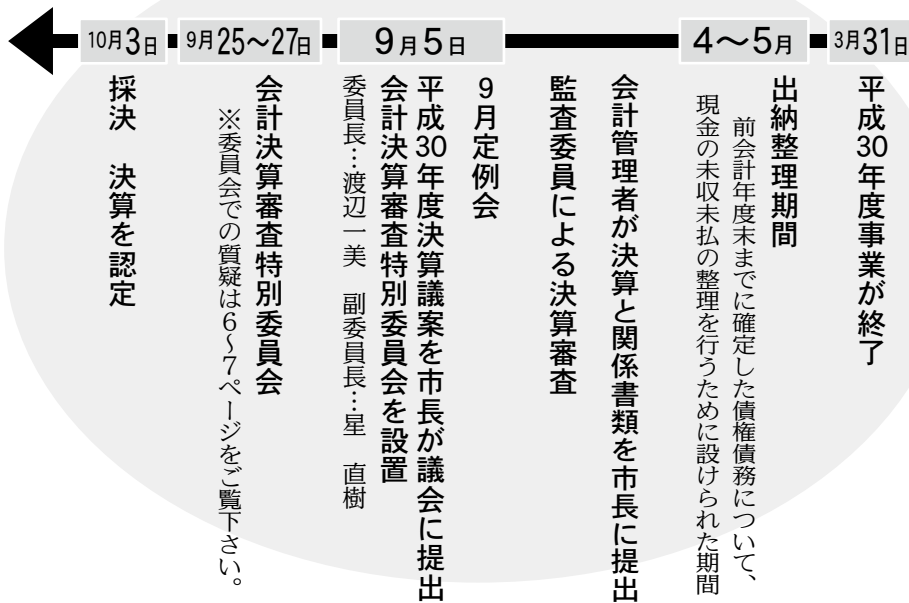 3月31日
平成30年度事業が終了
4～5月
出納整理期間
前会計年度末までに確定した債権債務について、
現金の未収未払の整理を行うために設けられた期間
会計管理者が決算と関係書類を市長に提出
監査委員による決算審査
9月5日
9月定例会
平成30年度決算議案を市長が議会に提出
会計決算審査特別委員会を設置
委員長…渡辺一美　副委員長…星　直樹
9月25～27日
会計決算審査特別委員会
※委員会での質疑は6～7ページをご覧下さい。
10月3日
採決　決算を認定